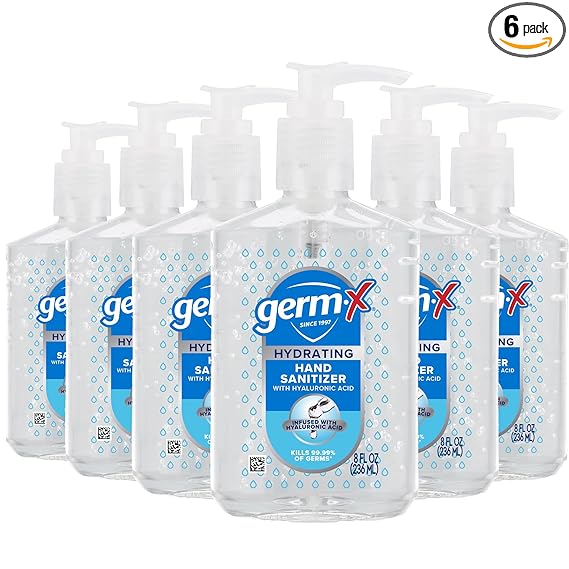 6 pack
germ-x
SINCE 1997
HYDRATING
HAND
SANITIZER
WITH HYALURONIC ACID
INFUSED WITH
HYALURONIC ACID
KILLS 99.99%
OF GERMS*
8 FL OZ
(236 ML)